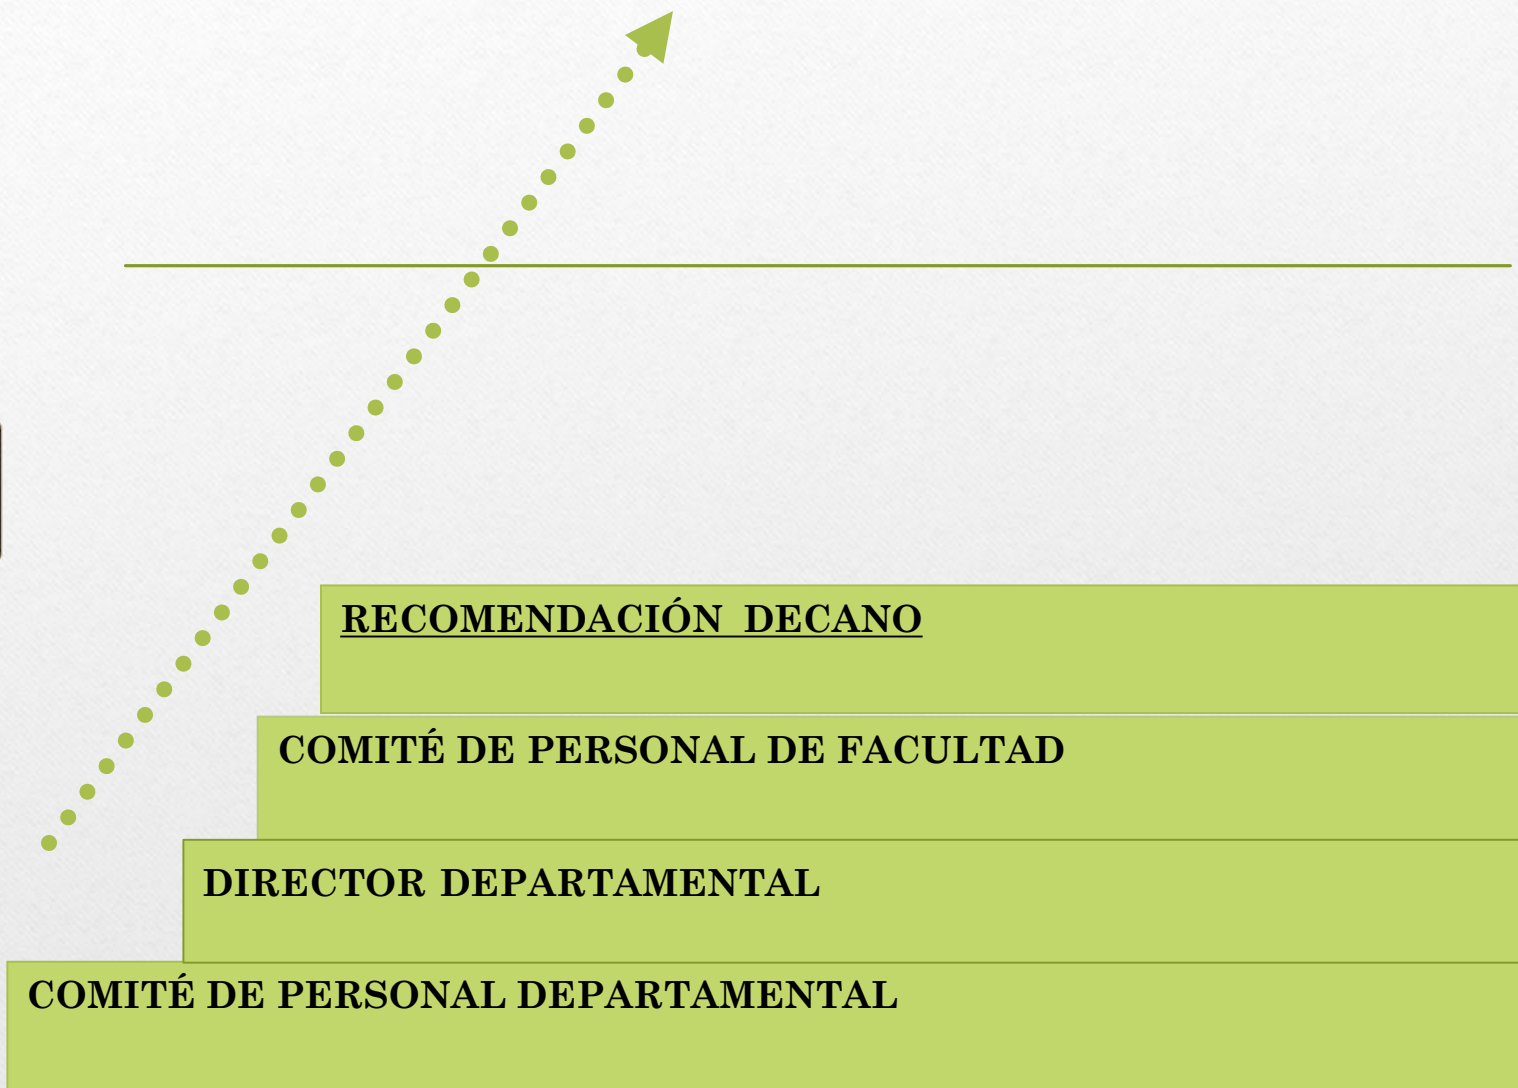 RECOMENDACIÓN DECANO
COMITÉ DE PERSONAL DE FACULTAD
DIRECTOR DEPARTAMENTAL
COMITÉ DE PERSONAL DEPARTAMENTAL